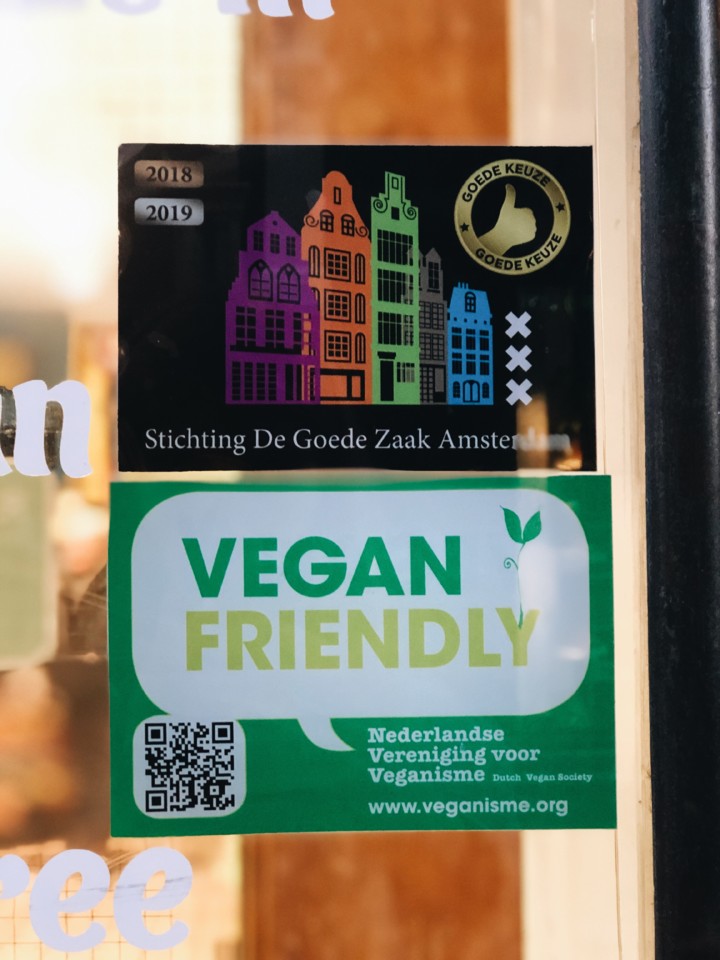 2018
2019
GOEDE KEUZE
GOEDE KEUZE
Stichting De Goede Zaak Amsterdam
VEGAN
FRIENDLY
Nederlandse
Vereniging voor
Veganisme Dutch Vegan Society
www.veganisme.org